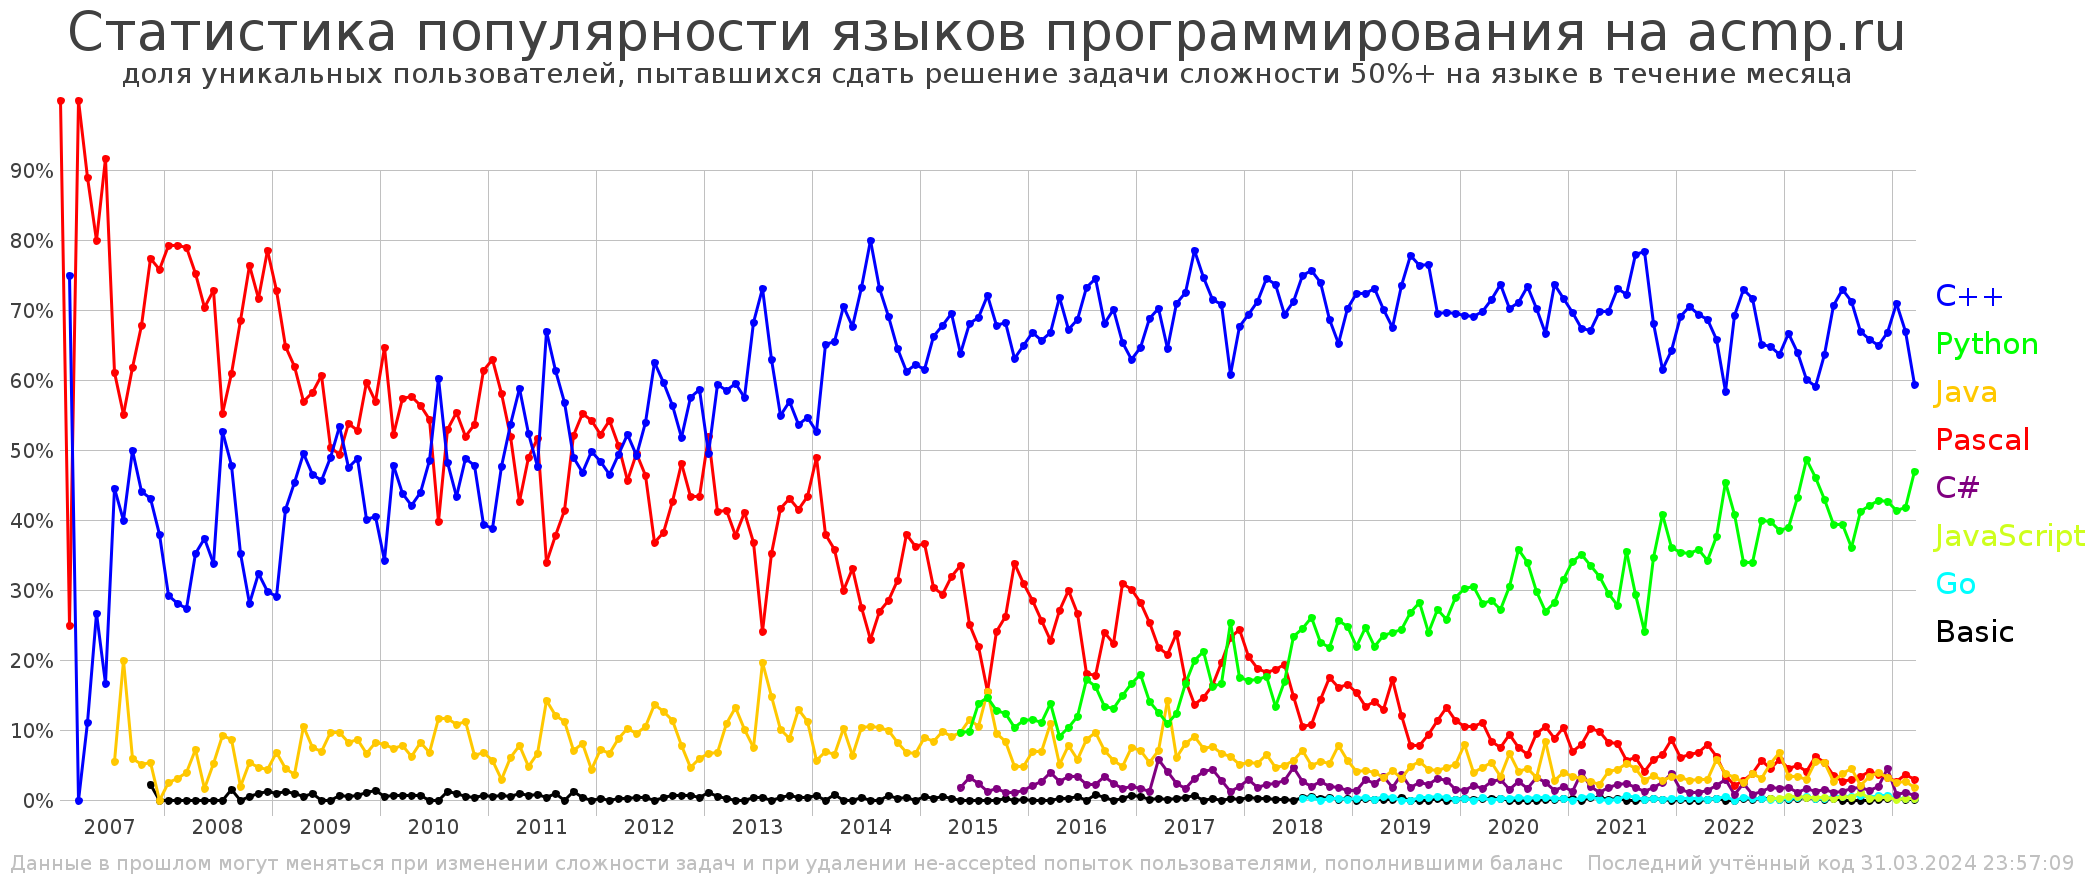 Статистика популярности языков программирования на acmp.ru
доля уникальных пользователей, пытавшихся сдать решение задачи сложности 50%+ на языке в течение месяца
90%
80%
70%
60%
50%
40%
30%
20%
10%
0%
C++
Python
Java
Pascal
C#
JavaScript
Go
Basic
2007 2008 2009 2010 2011 2012 2013 2014 2015 2016 2017 2018 2019 2020 2021 2022 2023
Данные в прошлом могут меняться при изменении сложности задач и при удалении не-accepted попыток пользователями, пополнившими баланс Последний учтённый код 31.03.2024 23:57:09